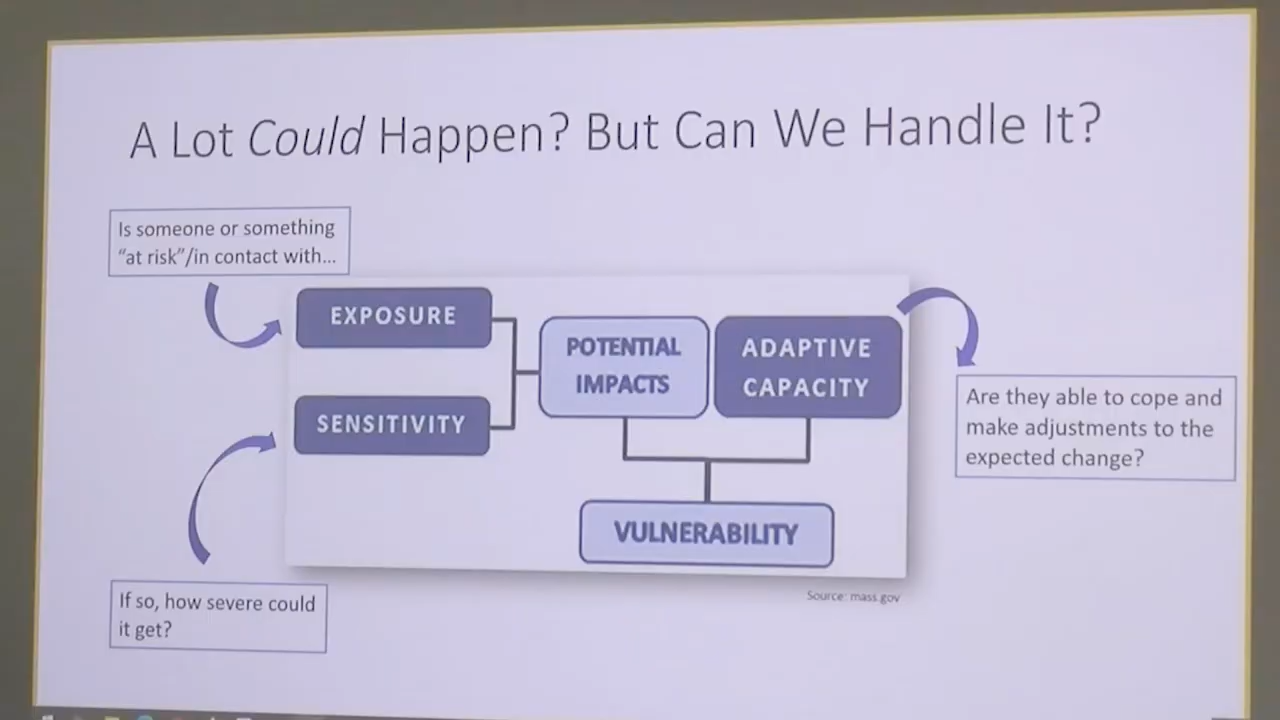 A Lot Could Happen? But Can We Handle It?
Is someone or something
“at risk”/in contact with...
EXPOSURE
SENSITIVITY
POTENTIAL
IMPACTS
ADAPTIVE
CAPACITY
Are they able to cope and
make adjustments to the
expected change?
VULNERABILITY
If so, how severe could
it get?
Source: mass.gov